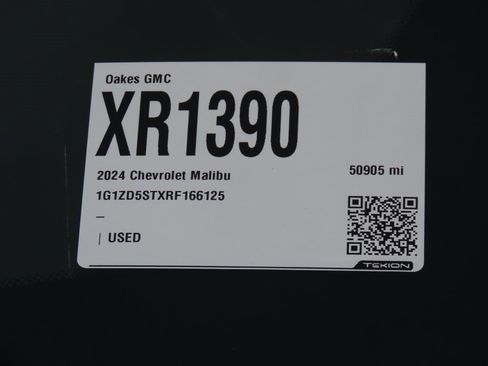 Oakes GMC
XR1390
2024 Chevrolet Malibu
50905 mi
1G1ZD5STXRF166125
–
| USED
TEKION